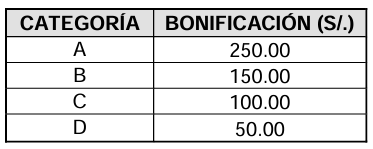 CATEGORÍA BONIFICACIÓN (S/.)
A 250.00
B 150.00
C 100.00
D 50.00